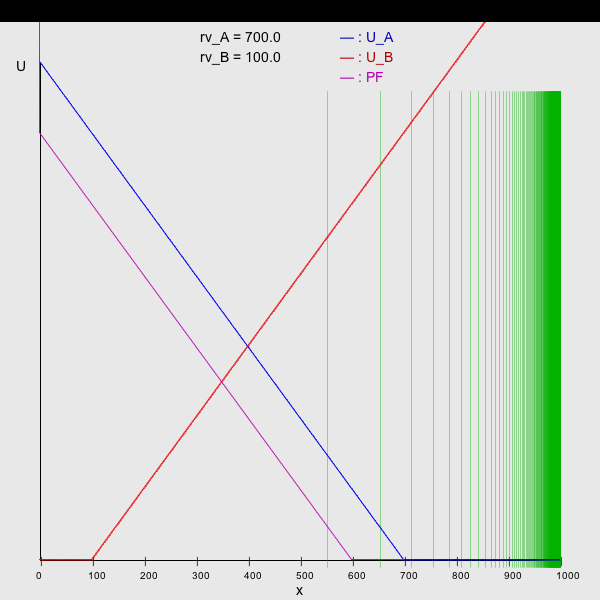 rv_A = 700.0 — : U_A
rv_B = 100.0 — : U_B
— : PF
U
0 100 200 300 400 500 600 700 800 900 1000
x